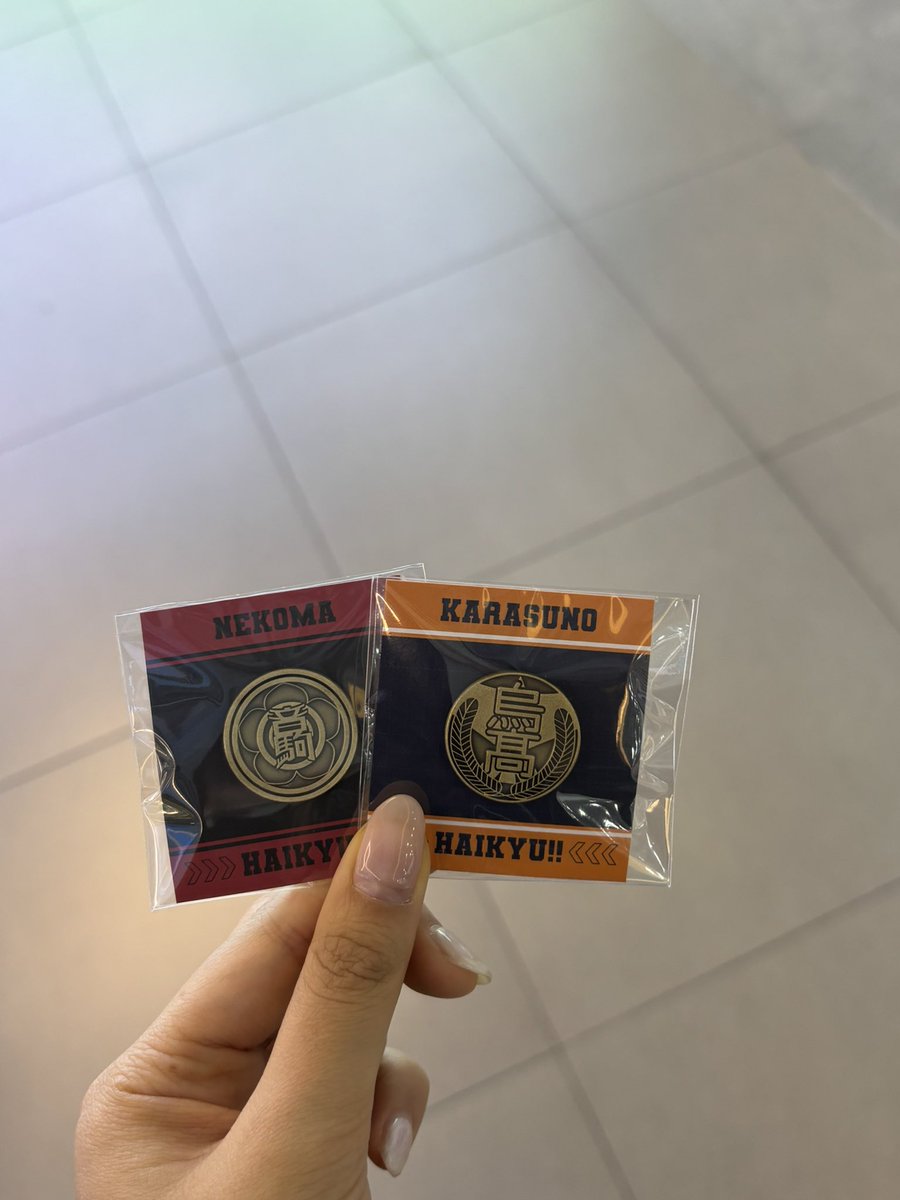 NEKOMA
音駒
HAIKYU
KARASUNO
烏高
HAIKYU!!